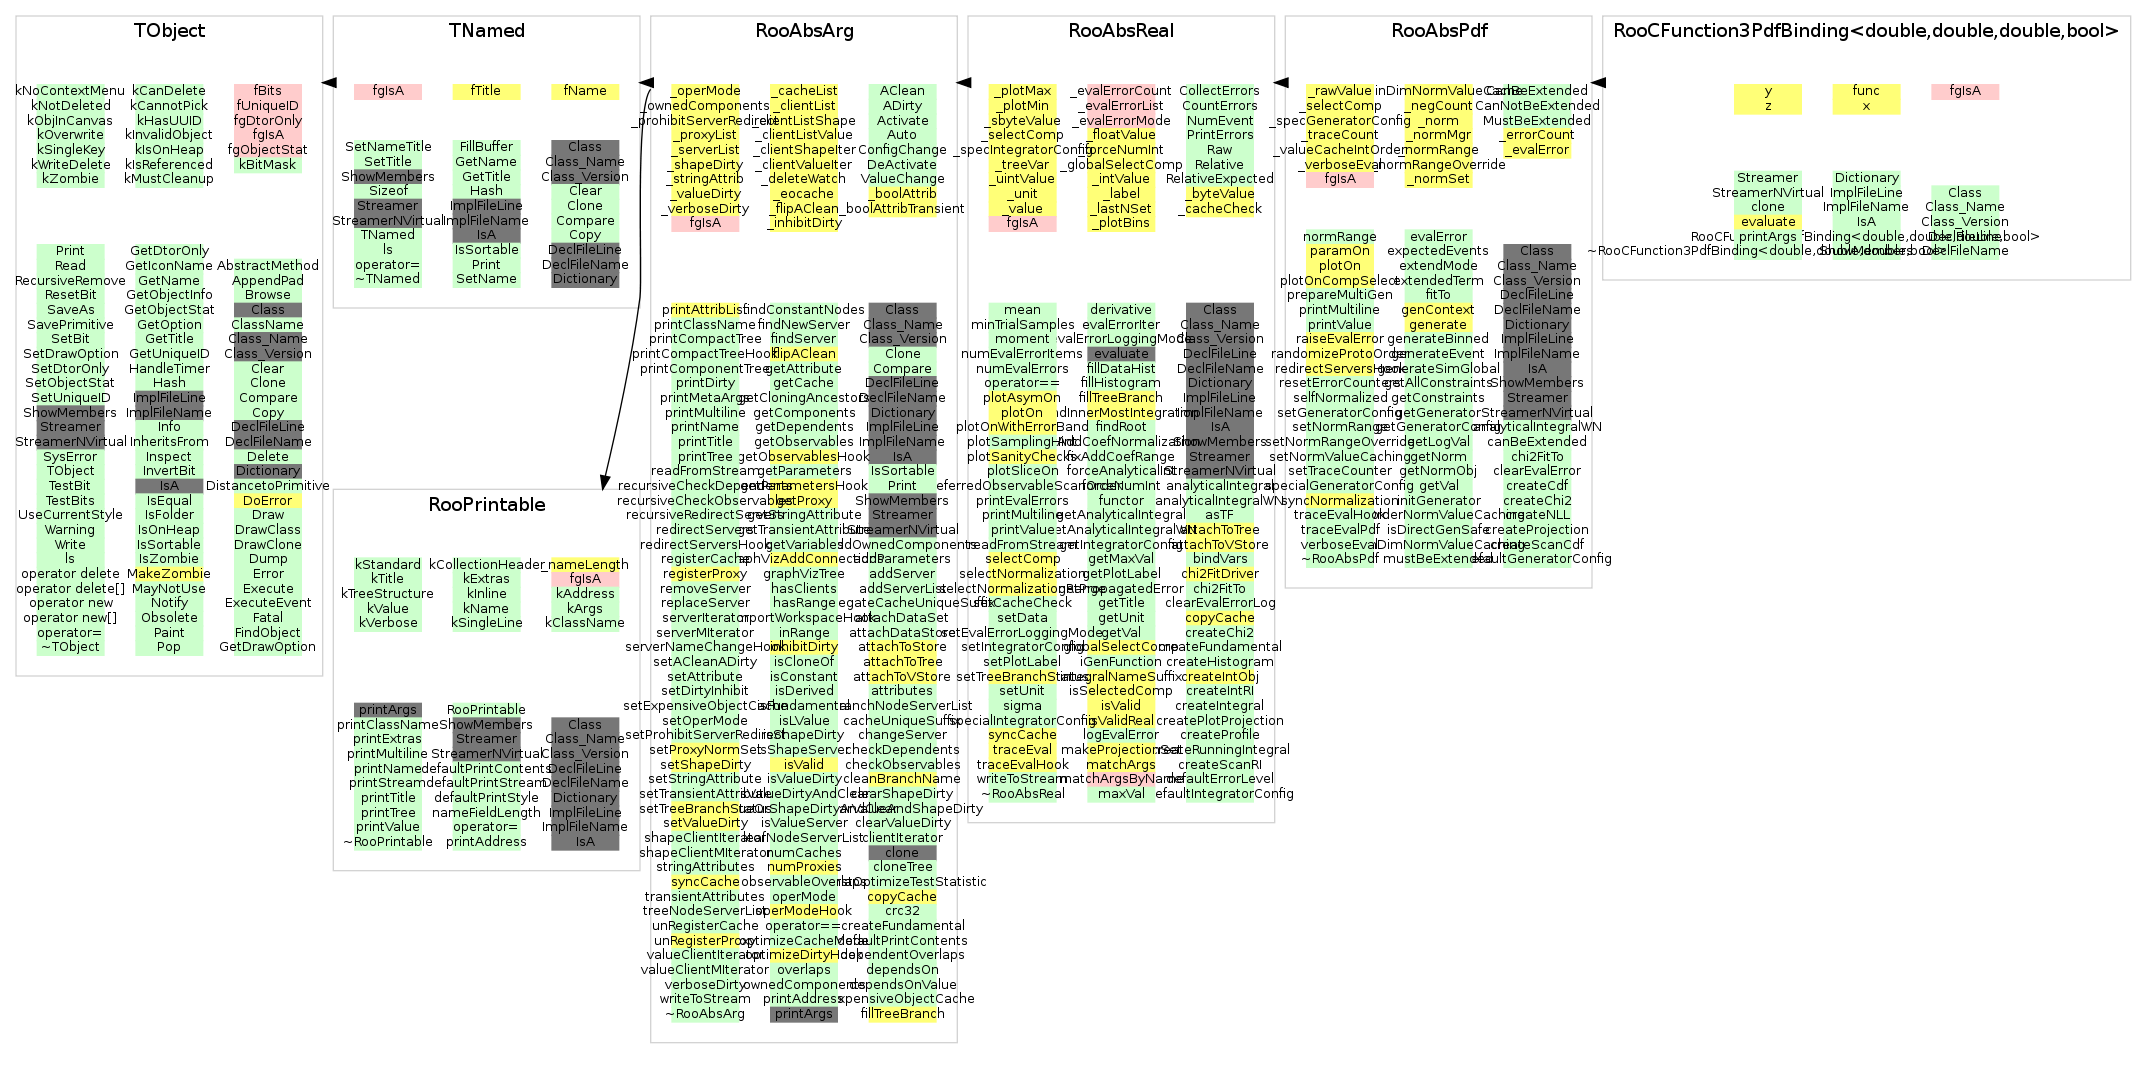 TObject
kNoContextMenu
kNotDeleted
kObjInCanvas
kOverwrite
kSingleKey
kWriteDelete
kZombie
kCanDelete
kCannotPick
kHasUUID
kInvalidObject
kIsOnHeap
kIsReferenced
kMustCleanup
fBits
fUniqueID
fgDtorOnly
fgIsA
fgObjectStat
kBitMask
Print
Read
RecursiveRemove
ResetBit
SaveAs
SavePrimitive
SetBit
SetDrawOption
SetDtorOnly
SetObjectStat
SetUniqueID
ShowMembers
Streamer
StreamerNVirtual
SysError
TObject
TestBit
TestBits
UseCurrentStyle
Warning
Write
ls
operator delete
operator delete[]
operator new
operator new[]
operator=
~TObject
GetDtorOnly
GetIconName
GetName
GetObjectInfo
GetObjectStat
GetOption
GetTitle
GetUniqueID
HandleTimer
Hash
ImplFileLine
ImplFileName
Info
InheritsFrom
Inspect
InvertBit
IsA
IsEqual
IsFolder
IsOnHeap
IsSortable
IsZombie
MakeZombie
MayNotUse
Notify
Obsolete
Paint
Pop
AbstractMethod
AppendPad
Browse
Class
ClassName
Class_Name
Class_Version
Clear
Clone
Compare
Copy
DeclFileLine
DeclFileName
Delete
Dictionary
DistancetoPrimitive
DoError
Draw
DrawClass
DrawClone
Dump
Error
Execute
ExecuteEvent
Fatal
FindObject
GetDrawOption
TNamed
fgIsA
fTitle
fName
SetNameTitle
SetTitle
ShowMembers
Sizeof
Streamer
StreamerNVirtual
TNamed
ls
operator=
~TNamed
FillBuffer
GetName
GetTitle
Hash
ImplFileLine
ImplFileName
IsA
IsSortable
Print
SetName
Class
Class_Name
Class_Version
Clear
Clone
Compare
Copy
DeclFileLine
DeclFileName
Dictionary
RooPrintable
kStandard
kTitle
kTreeStructure
kValue
kVerbose
kCollectionHeader
kExtras
kInline
kName
kSingleLine
_nameLength
fgIsA
kAddress
kArgs
kClassName
printArgs
printClassName
printExtras
printMultiline
printName
printStream
printTitle
printTree
printValue
~RooPrintable
RooPrintable
ShowMembers
Streamer
StreamerNVirtual
defaultPrintContents
defaultPrintStream
defaultPrintStyle
nameFieldLength
operator=
printAddress
Class
Class_Name
Class_Version
DeclFileLine
DeclFileName
Dictionary
ImplFileLine
ImplFileName
IsA
RooAbsArg
_operMode
_ownedComponents
_prohibitServerRedirect
_proxyList
_serverList
_shapeDirty
_stringAttrib
_valueDirty
_verboseDirty
fgIsA
_cacheList
_clientList
_clientListValue
_clientShapeIter
_clientValueIter
_deleteWatch
_eocache
_flipAClean
_inhibitDirty
AClean
ADirty
Activate
Auto
ConfigChange
DeActivate
ValueChange
_boolAttrib
_boolAttribTransient
printAttribList
printClassName
printCompactTree
printCompactTreeHook
printComponentTree
printDirty
printMetaArgs
printMultiline
printName
printTitle
printTree
readFromStream
recursiveCheckDependents
recursiveCheckObservables
recursiveRedirectServers
redirectServers
redirectServersHook
registerCache
registerProxy
removeServer
replaceServer
serverIterator
serverMIterator
serverNameChangeHook
setACleanADirty
setAttribute
setDirtyInhibit
setExpensiveObjectCache
setOperMode
setProhibitServerRedirect
setProxyNormSet
setShapeDirty
setStringAttribute
setTransientAttribute
setTreeBranchStatus
setValueDirty
shapeClientIterator
shapeClientMIterator
stringAttributes
syncCache
transientAttributes
treeNodeServerList
unRegisterCache
unRegisterProxy
valueClientIterator
valueClientMIterator
verboseDirty
writeToStream
~RooAbsArg
findConstantNodes
findNewServer
findServer
flipAClean
getAttribute
getCache
getCloningAncestors
getComponents
getDependents
getObservables
getObservablesHook
getParameters
getParametersHook
getProxy
getStringAttribute
getTransientAttribute
getVariables
graphVizTree
hasClients
hasRange
inRange
inhibitDirty
isCloneOf
isConstant
isDerived
isFundamental
isLValue
isShapeDirty
isShapeServer
isValid
isValueDirty
isValueServer
leafNodeServerList
numCaches
numProxies
observableOverlaps
operMode
operModeHook
operator=
optimizeCacheMode
optimizeDirtyHook
overlaps
ownedComponents
printAddress
printArgs
Class
Class_Name
Class_Version
Clone
Compare
DeclFileLine
DeclFileName
Dictionary
ImplFileLine
ImplFileName
IsA
IsSortable
Print
ShowMembers
Streamer
StreamerNVirtual
addOwnedComponents
addParameters
addServer
addServerList
attachDataSet
attachDataStore
attachToStore
attachToTree
attachToVStore
attributes
branchNodeServerList
cacheUniqueSuffix
changeServer
checkDependents
checkObservables
cleanBranchName
clearShapeDirty
clearValueDirty
clientIterator
clone
cloneTree
copyCache
crc32
createFundamental
defaultPrintContents
dependentOverlaps
dependsOn
dependsOnValue
expensiveObjectCache
fillTreeBranch
RooAbsReal
_plotMax
_plotMin
_sbyteValue
_selectComp
_specIntegratorConfig
_treeVar
_uintValue
_unit
_value
fgIsA
_evalErrorCount
_evalErrorList
_evalErrorMode
_floatValue
_forceNumInt
_globalSelectComp
_intValue
_label
_lastNSet
_plotBins
CollectErrors
CountErrors
NumEvent
PrintErrors
Raw
Relative
RelativeExpected
_byteValue
_cacheCheck
mean
minTrialSamples
moment
numEvalErrorItems
numEvalErrors
operator=
plotAsymOn
plotOn
plotOnWithErrorBand
plotSamplingHint
plotSanityChecks
plotSliceOn
preferredObservableScanOrder
printEvalErrors
printMultiline
printValue
readFromStream
selectComp
selectNormalization
selectNormalizationRange
setCacheCheck
setData
setEvalErrorLoggingMode
setIntegratorConfig
setPlotLabel
setTreeBranchStatus
setUnit
sigma
specialIntegratorConfig
syncCache
traceEval
traceEvalHook
writeToStream
~RooAbsReal
derivative
evalErrorIter
evalErrorLoggingMode
evaluate
fillDataHist
fillHistogram
fillTreeBranch
findInnerMostIntegration
findRoot
fixAddCoefNormalization
fixAddCoefRange
forceAnalyticalInt
forceNumInt
functor
getAnalyticalIntegral
getAnalyticalIntegralWN
getIntegratorConfig
getMaxVal
getPlotLabel
getPropagatedError
getTitle
getUnit
getVal
globalSelectComp
iGenFunction
integralNameSuffix
isSelectedComp
isValid
isValidReal
logEvalError
makeProjectionSet
matchArgs
matchArgsByName
maxVal
Class
Class_Name
Class_Version
DeclFileLine
DeclFileName
Dictionary
ImplFileLine
ImplFileName
IsA
ShowMembers
Streamer
StreamerNVirtual
analyticalIntegral
analyticalIntegralWN
asTF
attachToTree
attachToVStore
bindVars
chi2FitDriver
chi2FitTo
clearEvalErrorLog
copyCache
createChi2
createFundamental
createHistogram
createIntObj
createIntRI
createIntegral
createPlotProjection
createProfile
createRunningIntegral
createScanRI
defaultErrorLevel
defaultIntegratorConfig
RooAbsPdf
_rawValue
_selectComp
_specGeneratorConfig
_traceCount
_valueCacheIntOrder
_verboseEval
fgIsA
_negCount
_norm
_normMgr
_normRange
_normRangeOverride
_normSet
CanBeExtended
CanNotBeExtended
MustBeExtended
_errorCount
_evalError
normRange
paramOn
plotOn
plotOnCompSelect
prepareMultiGen
printMultiline
printValue
raiseEvalError
randomizeProtoOrder
redirectServersHook
resetErrorCounters
selfNormalized
setGeneratorConfig
setNormRange
setNormRangeOverride
setNormValueCaching
setTraceCounter
specialGeneratorConfig
syncNormalization
traceEvalHook
traceEvalPdf
verboseEval
~RooAbsPdf
evalError
expectedEvents
extendMode
extendedTerm
fitTo
genContext
generate
generateBinned
generateEvent
generateSimGlobal
getAllConstraints
getConstraints
getGenerator
getGeneratorConfig
getLogVal
getNorm
getNormObj
getVal
initGenerator
isDirectGenSafe
mustBeExtended
Class
Class_Name
Class_Version
DeclFileLine
DeclFileName
Dictionary
ImplFileLine
ImplFileName
IsA
ShowMembers
Streamer
StreamerNVirtual
analyticalIntegralWN
canBeExtended
chi2FitTo
clearEvalError
createCdf
createChi2
createNLL
createProjection
createScanCdf
defaultGeneratorConfig
RooCFunction3PdfBinding<double,double,double,bool>
y
z
func
x
fgIsA
Streamer
StreamerNVirtual
clone
evaluate
printArgs
~RooCFunction3PdfBinding<double,double,double,bool>
Dictionary
ImplFileLine
ImplFileName
IsA
ShowMembers
Class
Class_Name
Class_Version
DeclFileLine
DeclFileName